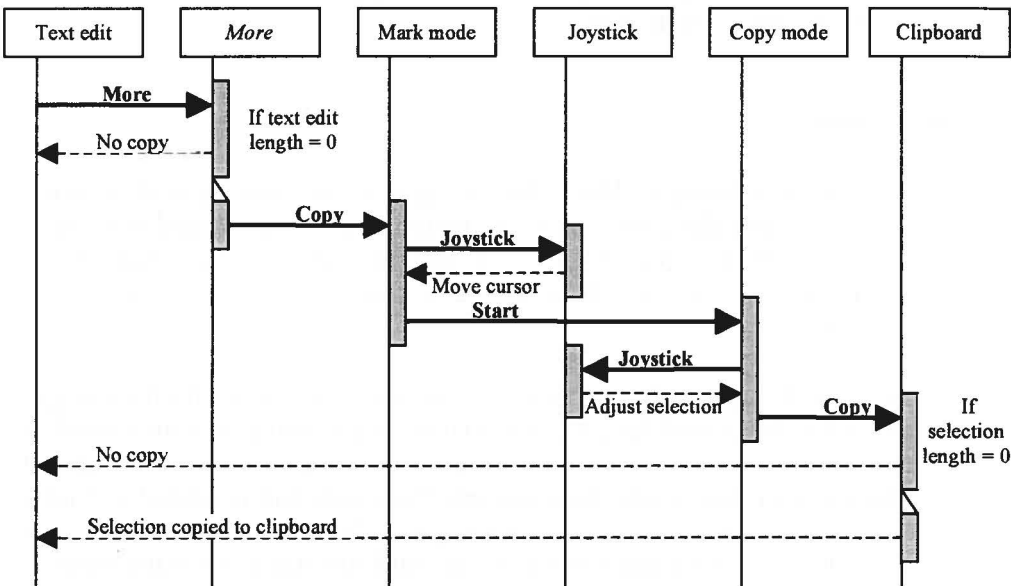 Text edit
More
Mark mode
Joystick
Copy mode
Clipboard
More
If text edit
length = 0
No copy
Copy
Joystick
Move cursor
Start
Joystick
Adjust selection
Copy
If
selection
length = 0
No copy
Selection copied to clipboard